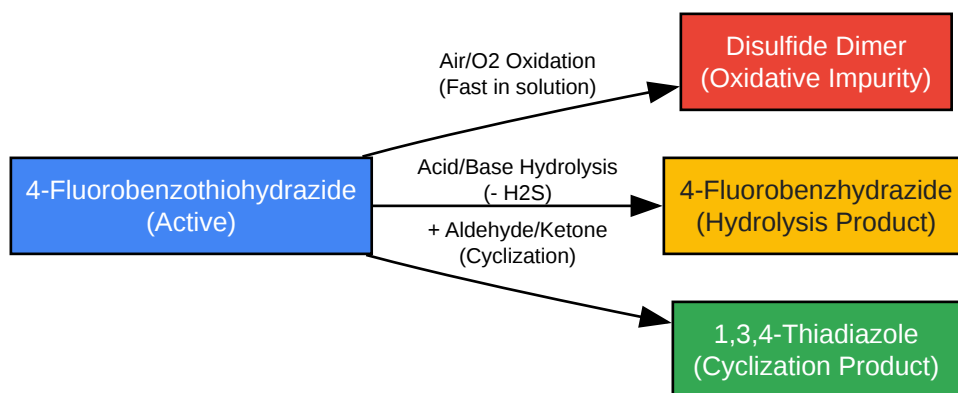 Air/O2 Oxidation
(Fast in solution)
Disulfide Dimer
(Oxidative Impurity)
4-Fluorobenzothiohydrazide
(Active)
Acid/Base Hydrolysis
(- H2S)
4-Fluorobenzhydrazide
(Hydrolysis Product)
+ Aldehyde/Ketone
(Cyclization)
1,3,4-Thiadiazole
(Cyclization Product)